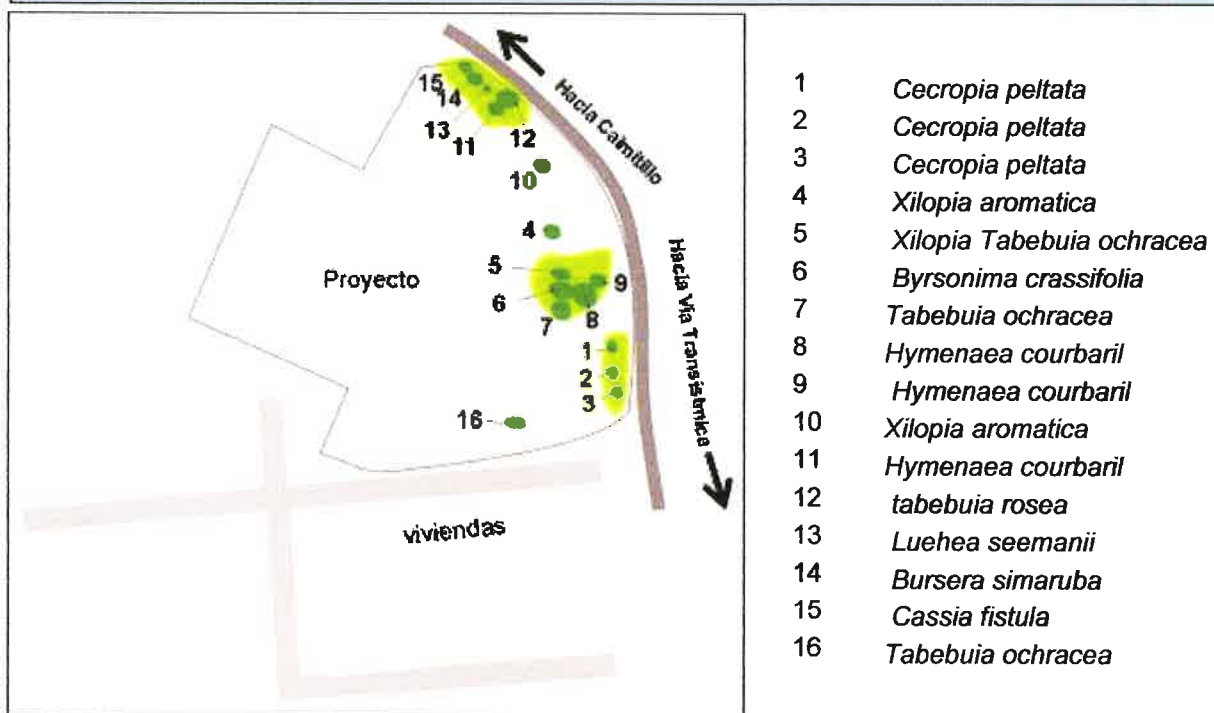 15
14
13
11
12
Hacia Calmitillo
10
4
5
Proyecto
9
6
7
8
Hacia Vía Transístmica
1
2
3
16
viviendas
1 Cecropia peltata
2 Cecropia peltata
3 Cecropia peltata
4 Xilopia aromatica
5 Xilopia Tabebuia ochracea
6 Byrsonima crassifolia
7 Tabebuia ochracea
8 Hymenaea courbaril
9 Hymenaea courbaril
10 Xilopia aromatica
11 Hymenaea courbaril
12 tabebuia rosea
13 Luehea seemanii
14 Bursera simaruba
15 Cassia fistula
16 Tabebuia ochracea